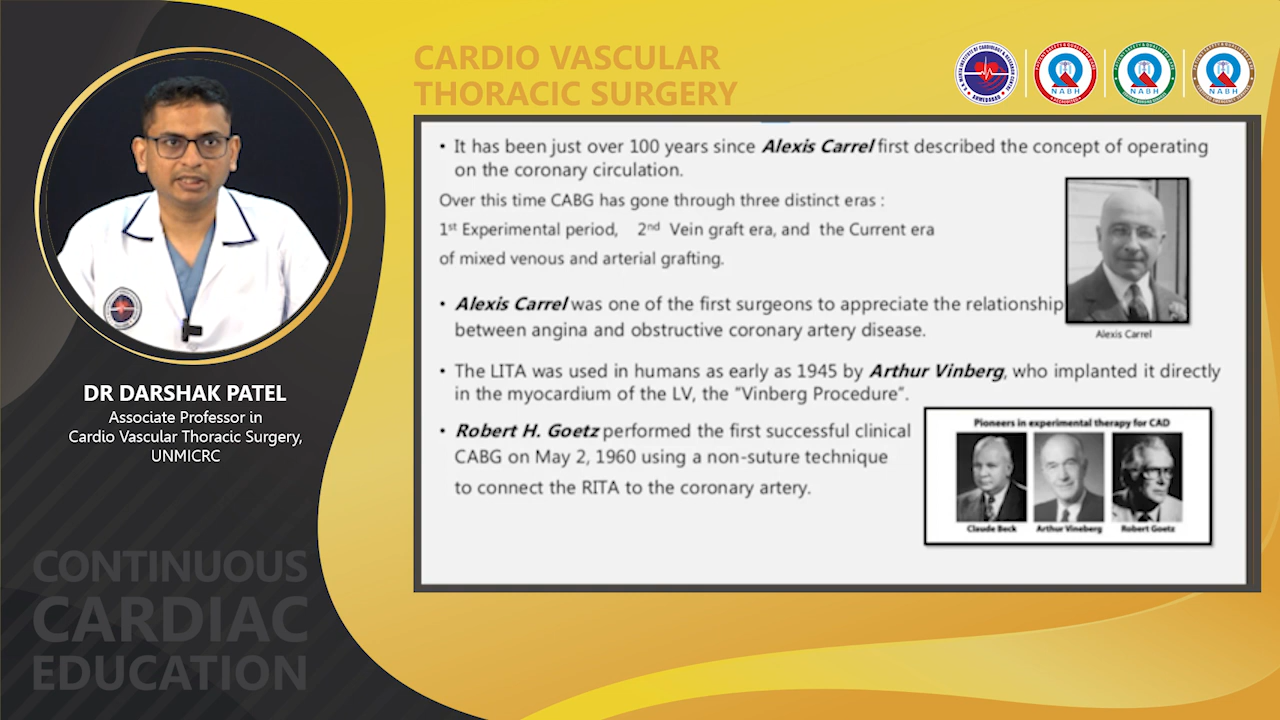 CARDIO VASCULAR
THORACIC SURGERY
NABH
NABH
NABH
• It has been just over 100 years since Alexis Carrel first described the concept of operating
on the coronary circulation.
Over this time CABG has gone through three distinct eras :
1st Experimental period, 2nd Vein graft era, and the Current era
of mixed venous and arterial grafting.
• Alexis Carrel was one of the first surgeons to appreciate the relationship
between angina and obstructive coronary artery disease.
Alexis Carrel
• The LITA was used in humans as early as 1945 by Arthur Vinberg, who implanted it directly
in the myocardium of the LV, the "Vinberg Procedure".
• Robert H. Goetz performed the first successful clinical
CABG on May 2, 1960 using a non-suture technique
to connect the RITA to the coronary artery.
Pioneers in experimental therapy for CAD
Claude Beck Arthur Vineberg Robert Goetz
DR DARSHAK PATEL
Associate Professor in
Cardio Vascular Thoracic Surgery,
UNMICRC
CONTINUOUS
CARDIAC
EDUCATION